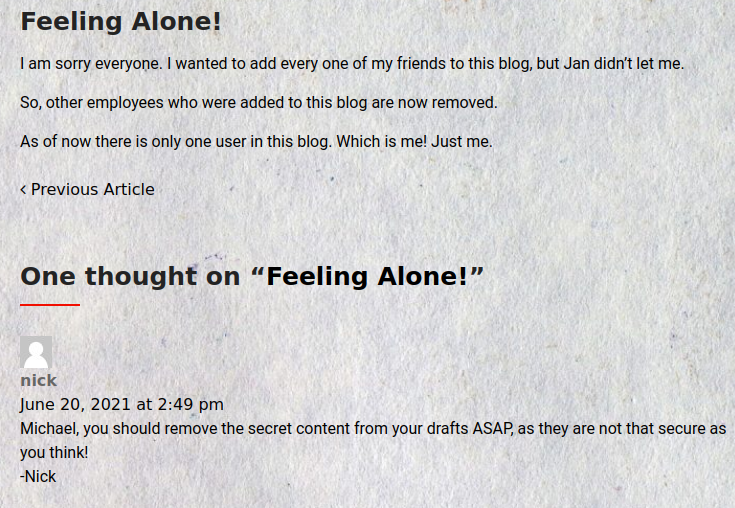 Feeling Alone!
I am sorry everyone. I wanted to add every one of my friends to this blog, but Jan didn’t let me.
So, other employees who were added to this blog are now removed.
As of now there is only one user in this blog. Which is me! Just me.
‹ Previous Article
One thought on “Feeling Alone!”
nick
June 20, 2021 at 2:49 pm
Michael, you should remove the secret content from your drafts ASAP, as they are not that secure as
you think!
-Nick